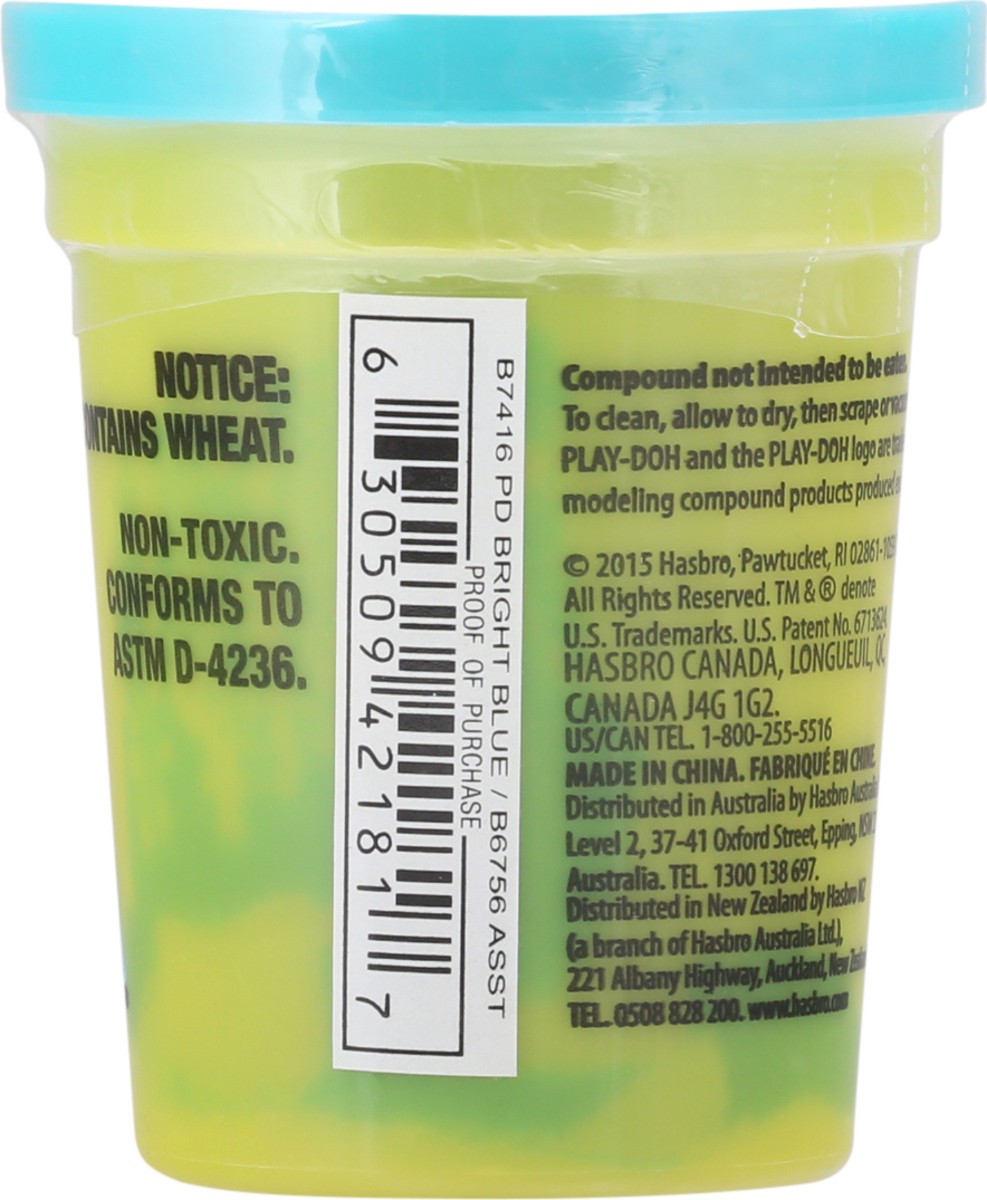 NOTICE:
CONTAINS WHEAT.
NON-TOXIC.
CONFORMS TO
ASTM D-4236.
6 30509 42181 7
PROOF OF PURCHASE
B7416 PD BRIGHT BLUE / B6756 ASST
Compound not intended to be eaten.
To clean, allow to dry, then scrape or
PLAY-DOH and the PLAY-DOH logo are
modeling compound products produced
© 2015 Hasbro, Pawtucket, RI 02861-
All Rights Reserved. TM & ® denote
U.S. Trademarks. U.S. Patent No. 6713624
HASBRO CANADA, LONGUEUIL, QC,
CANADA J4G 1G2.
US/CAN TEL. 1-800-255-5516
MADE IN CHINA. FABRIQUÉ EN CHINE.
Distributed in Australia by Hasbro Australia
Level 2, 37-41 Oxford Street, Epping, NSW
Australia. TEL. 1300 138 697.
Distributed in New Zealand by Hasbro NZ
(a branch of Hasbro Australia Ltd.),
221 Albany Highway, Auckland, New
TEL. 0508 828 200. www.hasbro.com